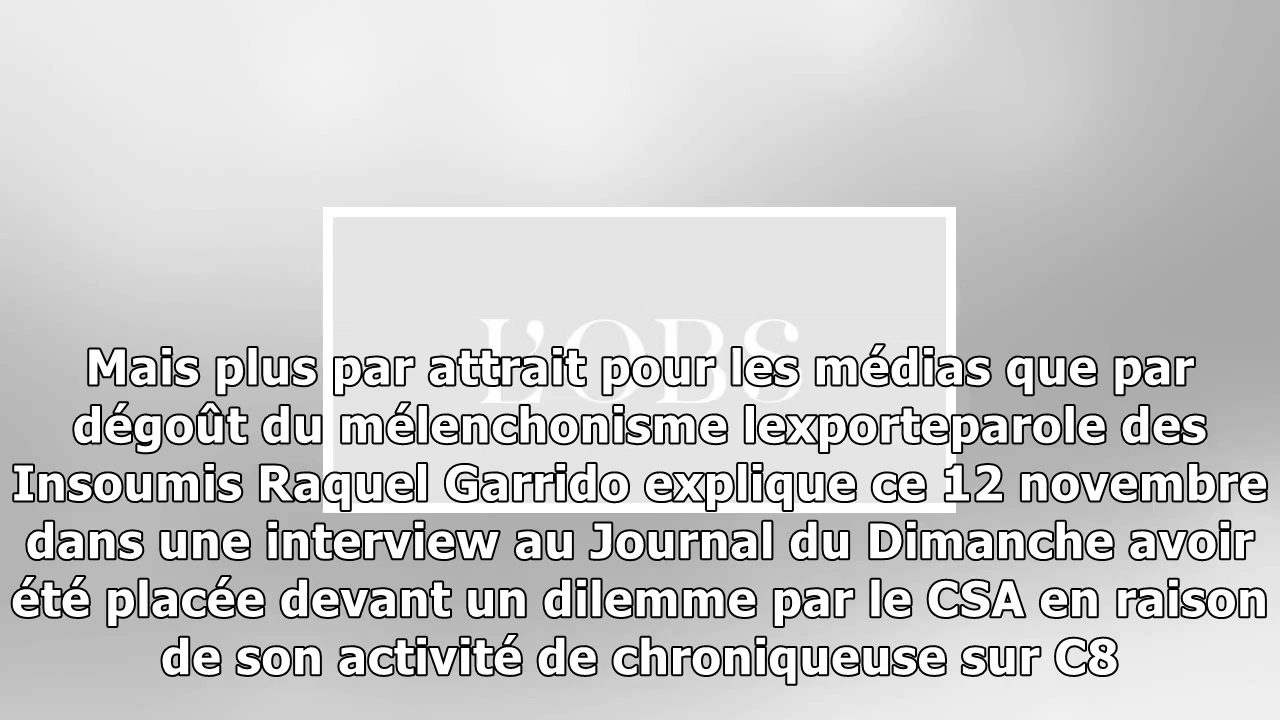 L'OBS
Mais plus par attrait pour les médias que par
dégoût du mélenchonisme lexporteparole des
Insoumis Raquel Garrido explique ce 12 novembre
dans une interview au Journal du Dimanche avoir
été placée devant un dilemme par le CSA en raison
de son activité de chroniqueuse sur C8